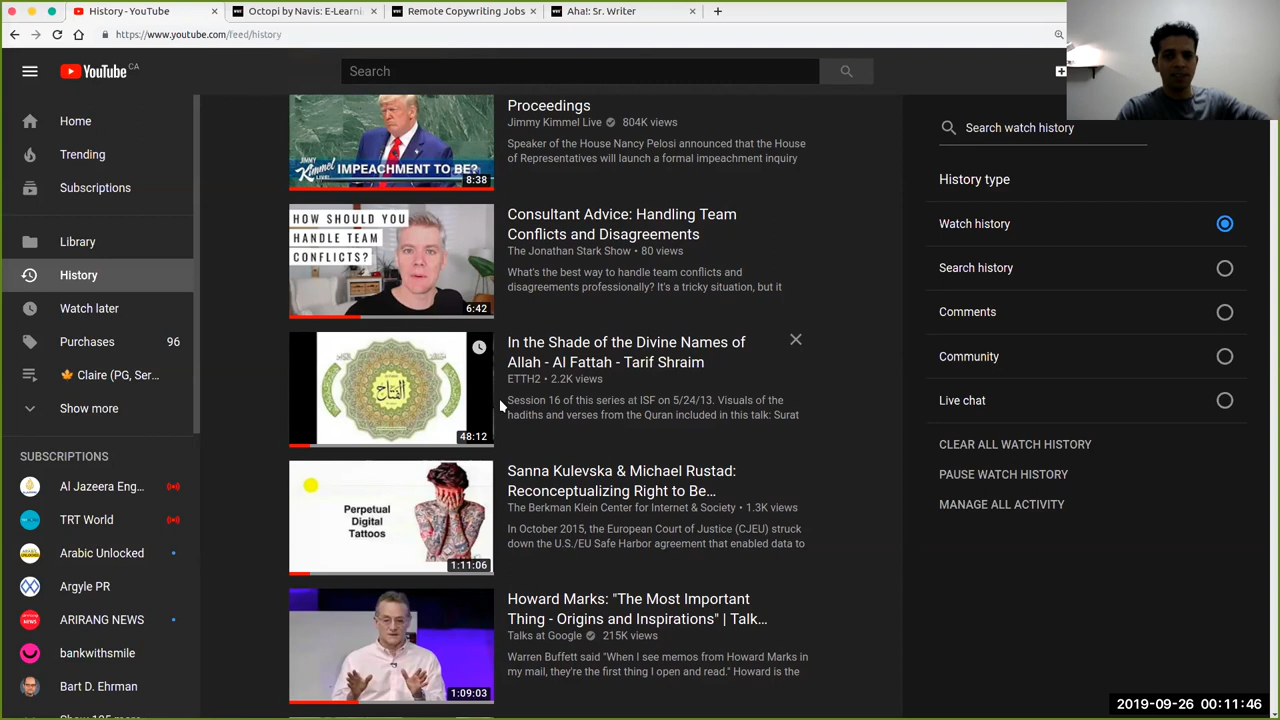 History - YouTube
Octopi by Navis: E-Learni
Remote Copywriting Jobs
Aha!: Sr. Writer
https://www.youtube.com/feed/history
YouTube CA
Search
Home
Trending
Subscriptions
Library
History
Watch later
Purchases 96
Claire (PG, Ser...
Show more
SUBSCRIPTIONS
Al Jazeera Eng...
TRT World
Arabic Unlocked
Argyle PR
ARIRANG NEWS
bankwithsmile
Bart D. Ehrman
JIMMY KIMMEL LIVE!
IMPEACHMENT TO BE?
8:38
Proceedings
Jimmy Kimmel Live 804K views
Speaker of the House Nancy Pelosi announced that the House
of Representatives will launch a formal impeachment inquiry
HOW SHOULD YOU
HANDLE TEAM
CONFLICTS?
6:42
Consultant Advice: Handling Team
Conflicts and Disagreements
The Jonathan Stark Show • 80 views
What's the best way to handle team conflicts and
disagreements professionally? It's a tricky situation, but it
الفتاح
48:12
In the Shade of the Divine Names of
Allah - Al Fattah - Tarif Shraim
ETTH2 • 2.2K views
Session 16 of this series at ISF on 5/24/13. Visuals of the
hadiths and verses from the Quran included in this talk: Surat
Perpetual
Digital
Tattoos
1:11:06
Sanna Kulevska & Michael Rustad:
Reconceptualizing Right to Be...
The Berkman Klein Center for Internet & Society • 1.3K views
In October 2015, the European Court of Justice (CJEU) struck
down the U.S./EU Safe Harbor agreement that enabled data to
1:09:03
Howard Marks: "The Most Important
Thing - Origins and Inspirations" | Talk...
Talks at Google 215K views
Warren Buffett said "When I see memos from Howard Marks in
my mail, they're the first thing I open and read." Howard is the
Search watch history
History type
Watch history
Search history
Comments
Community
Live chat
CLEAR ALL WATCH HISTORY
PAUSE WATCH HISTORY
MANAGE ALL ACTIVITY
2019-09-26 00:11:46